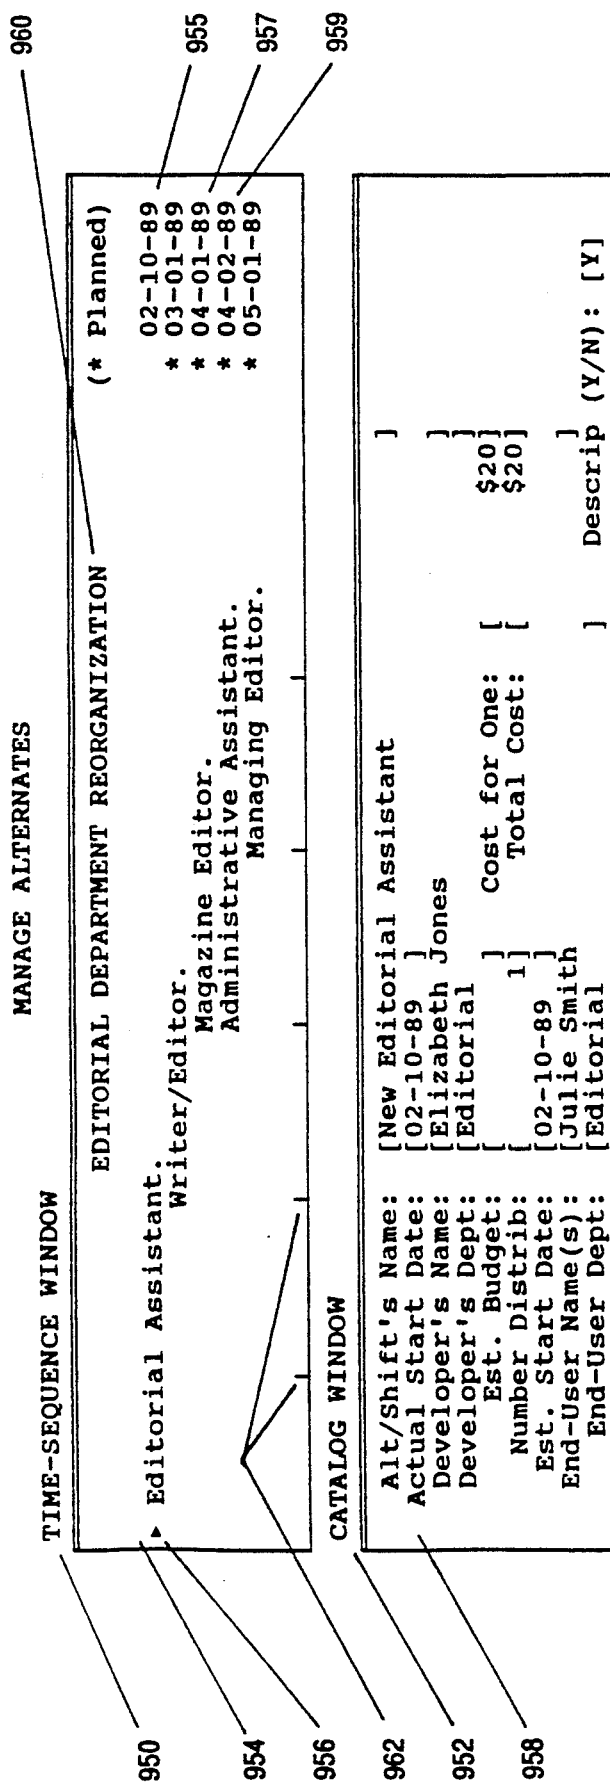 MANAGE ALTERNATES
960
TIME-SEQUENCE WINDOW
950
EDITORIAL DEPARTMENT REORGANIZATION (* Planned)
954
▸ Editorial Assistant. 02-10-89
955
Writer/Editor. * 03-01-89
956
Magazine Editor. * 04-01-89
957
Administrative Assistant. * 04-02-89
959
Managing Editor. * 05-01-89
962
CATALOG WINDOW
952
Alt/Shift's Name: [New Editorial Assistant ]
Actual Start Date: [02-10-89 ]
958
Developer's Name: [Elizabeth Jones ]
Developer's Dept: [Editorial ]
Est. Budget: [ ] Cost for One: [ $20]
Number Distrib: [ 1] Total Cost: [ $20]
Est. Start Date: [02-10-89 ]
End-User Name(s): [Julie Smith ]
End-User Dept: [Editorial ] Descrip (Y/N): [Y]